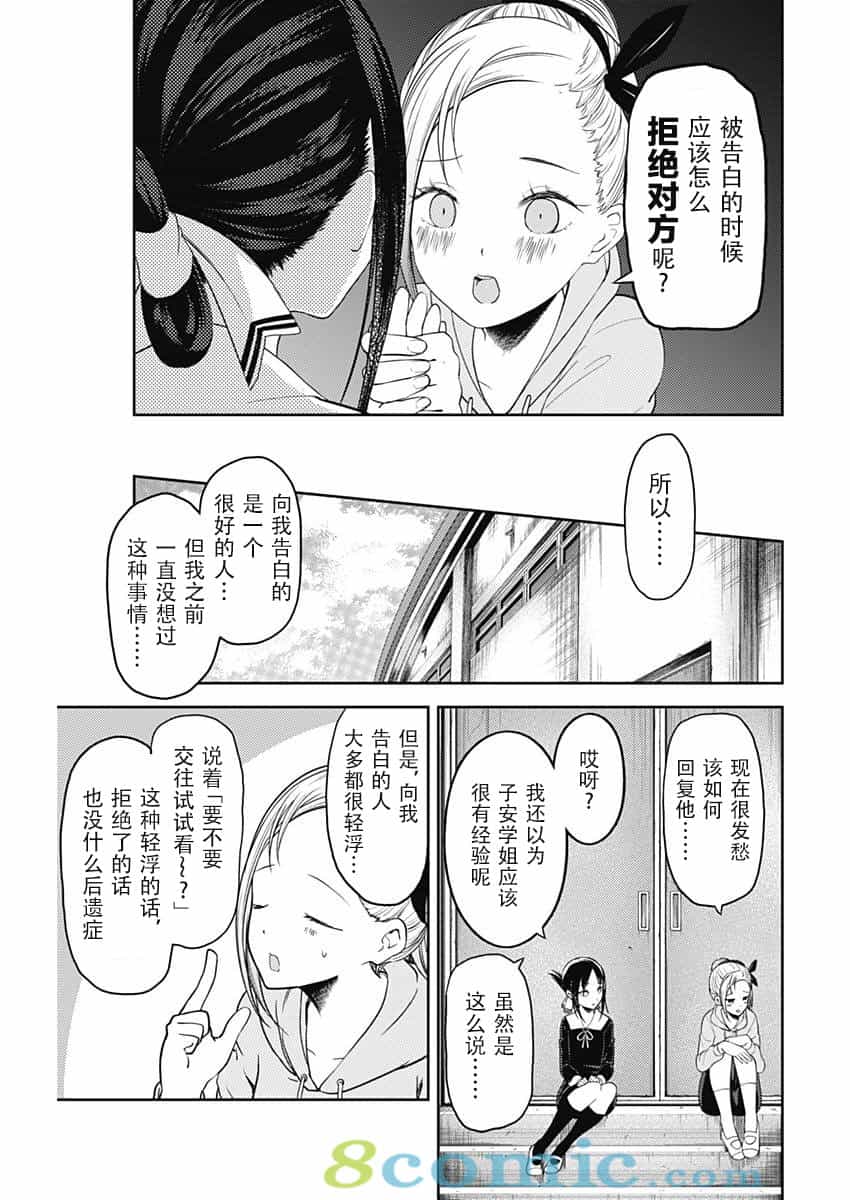 被告白的时候
应该怎么
拒绝对方呢？
所以……
向我告白的
是一个
很好的人…
但我之前
一直没想过
这种事情……
现在很发愁
该如何
回复他……
哎呀？
我还以为
子安学姐应该
很有经验呢
虽然是
这么说……
但是，向我
告白的人
大多都很轻浮…
说着「要不要
交往试试看~？」
这种轻浮的话，
拒绝了的话
也没什么后遗症
8comic.com